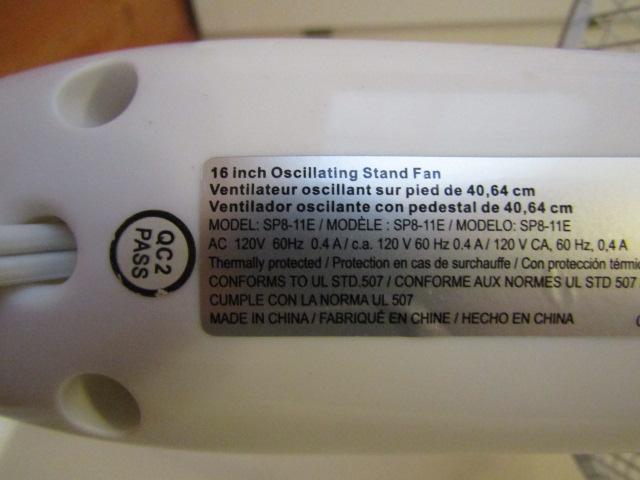 16 inch Oscillating Stand Fan
Ventilateur oscillant sur pied de 40,64 cm
Ventilador oscilante con pedestal de 40,64 cm
MODEL: SP8-11E / MODÈLE : SP8-11E / MODELO: SP8-11E
AC 120V 60Hz 0.4 A / c.a. 120 V 60 Hz 0.4 A / 120 V CA, 60 Hz, 0,4 A
Thermally protected / Protection en cas de surchauffe / Con protección
CONFORMS TO UL STD.507 / CONFORME AUX NORMES UL STD 507
CUMPLE CON LA NORMA UL 507
MADE IN CHINA / FABRIQUÉ EN CHINE / HECHO EN CHINA
QC2
PASS